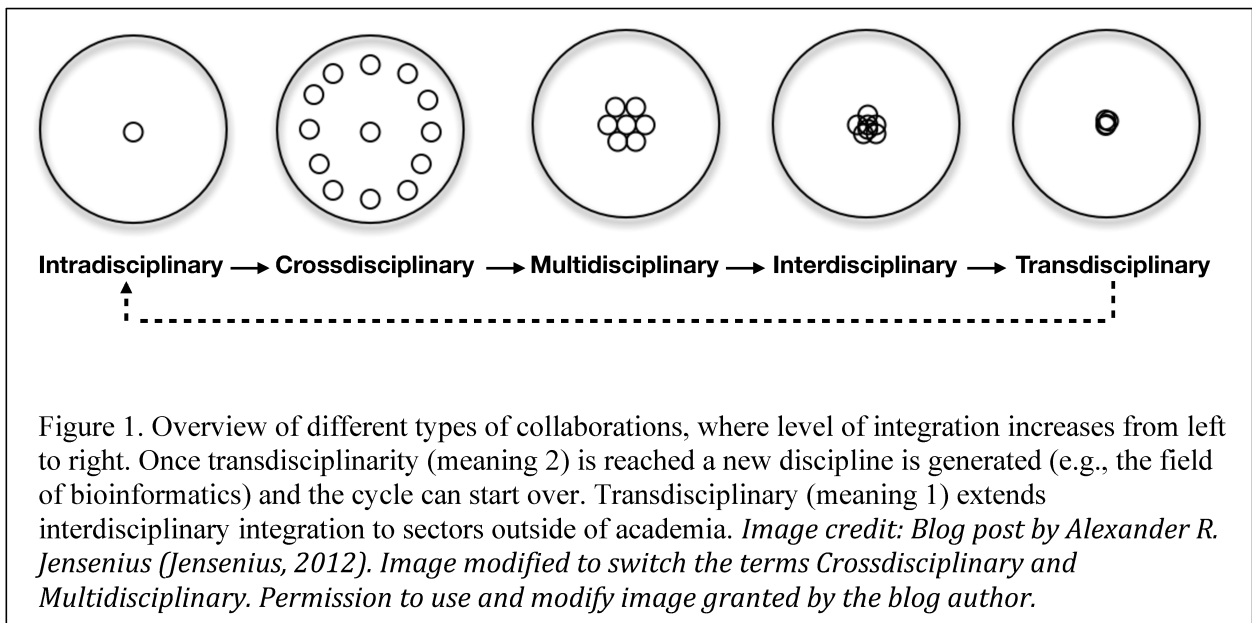 Intradisciplinary Crossdisciplinary Multidisciplinary Interdisciplinary Transdisciplinary
Figure 1. Overview of different types of collaborations, where level of integration increases from left
to right. Once transdisciplinarity (meaning 2) is reached a new discipline is generated (e.g., the field
of bioinformatics) and the cycle can start over. Transdisciplinary (meaning 1) extends
interdisciplinary integration to sectors outside of academia. Image credit: Blog post by Alexander R.
Jensenius (Jensenius, 2012). Image modified to switch the terms Crossdisciplinary and
Multidisciplinary. Permission to use and modify image granted by the blog author.